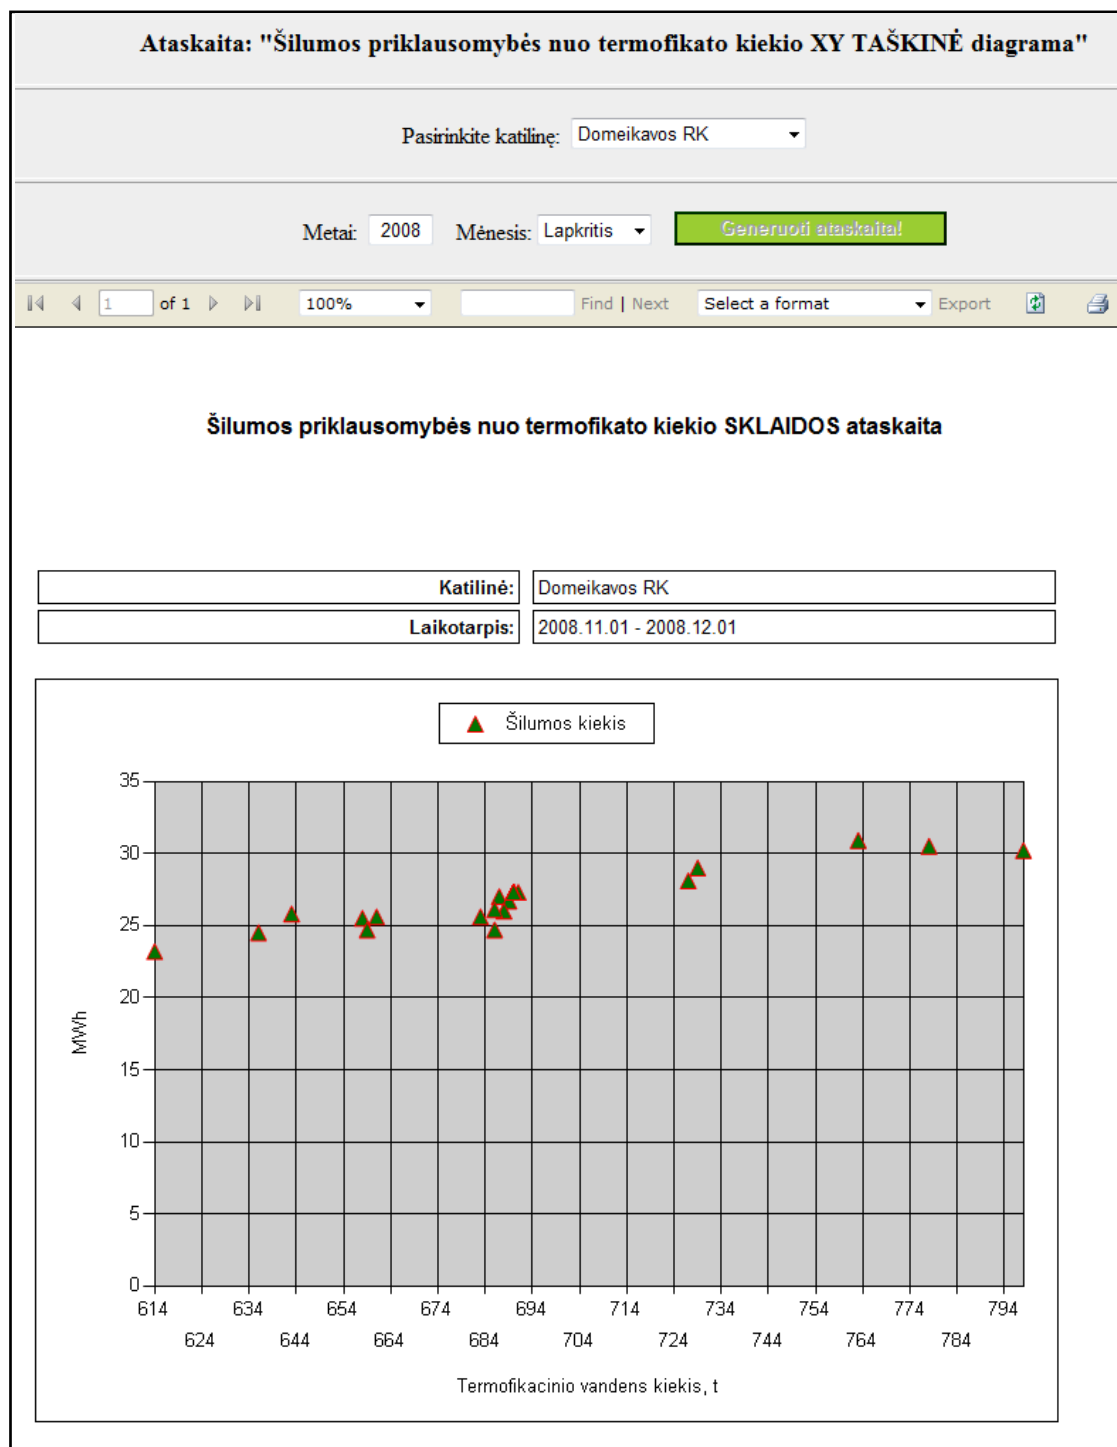 Ataskaita: "Šilumos priklausomybės nuo termofikato kiekio XY TAŠKINĖ diagrama"
Pasirinkite katilinę: Domeikavos RK
Metai: 2008 Mėnesis: Lapkritis Generuoti ataskaita!
1 of 1 100% Find | Next Select a format Export
Šilumos priklausomybės nuo termofikato kiekio SKLAIDOS ataskaita
Katilinė: Domeikavos RK
Laikotarpis: 2008.11.01 - 2008.12.01
Šilumos kiekis
35
30
25
20
15
10
5
0
MWh
614 634 654 674 694 714 734 754 774 794
624 644 664 684 704 724 744 764 784
Termofikacinio vandens kiekis, t